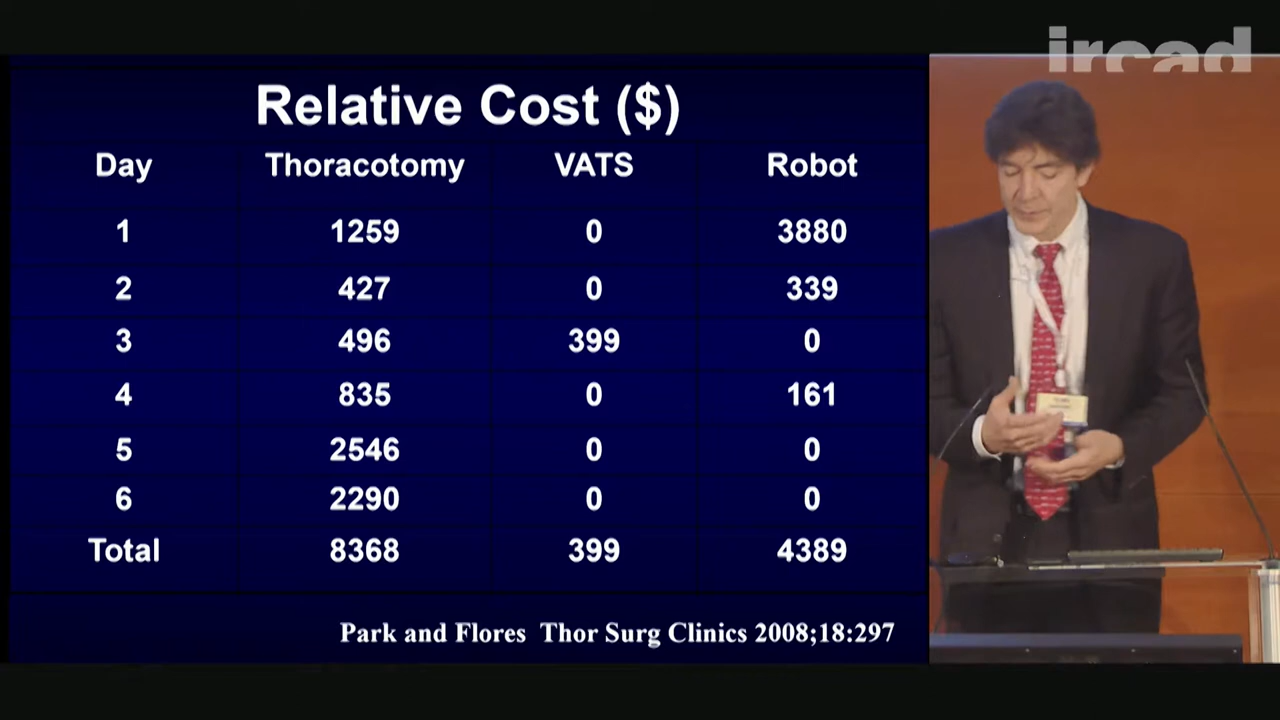 ircad
Relative Cost ($)
Day Thoracotomy VATS Robot
1 1259 0 3880
2 427 0 339
3 496 399 0
4 835 0 161
5 2546 0 0
6 2290 0 0
Total 8368 399 4389
Park and Flores Thor Surg Clinics 2008;18:297